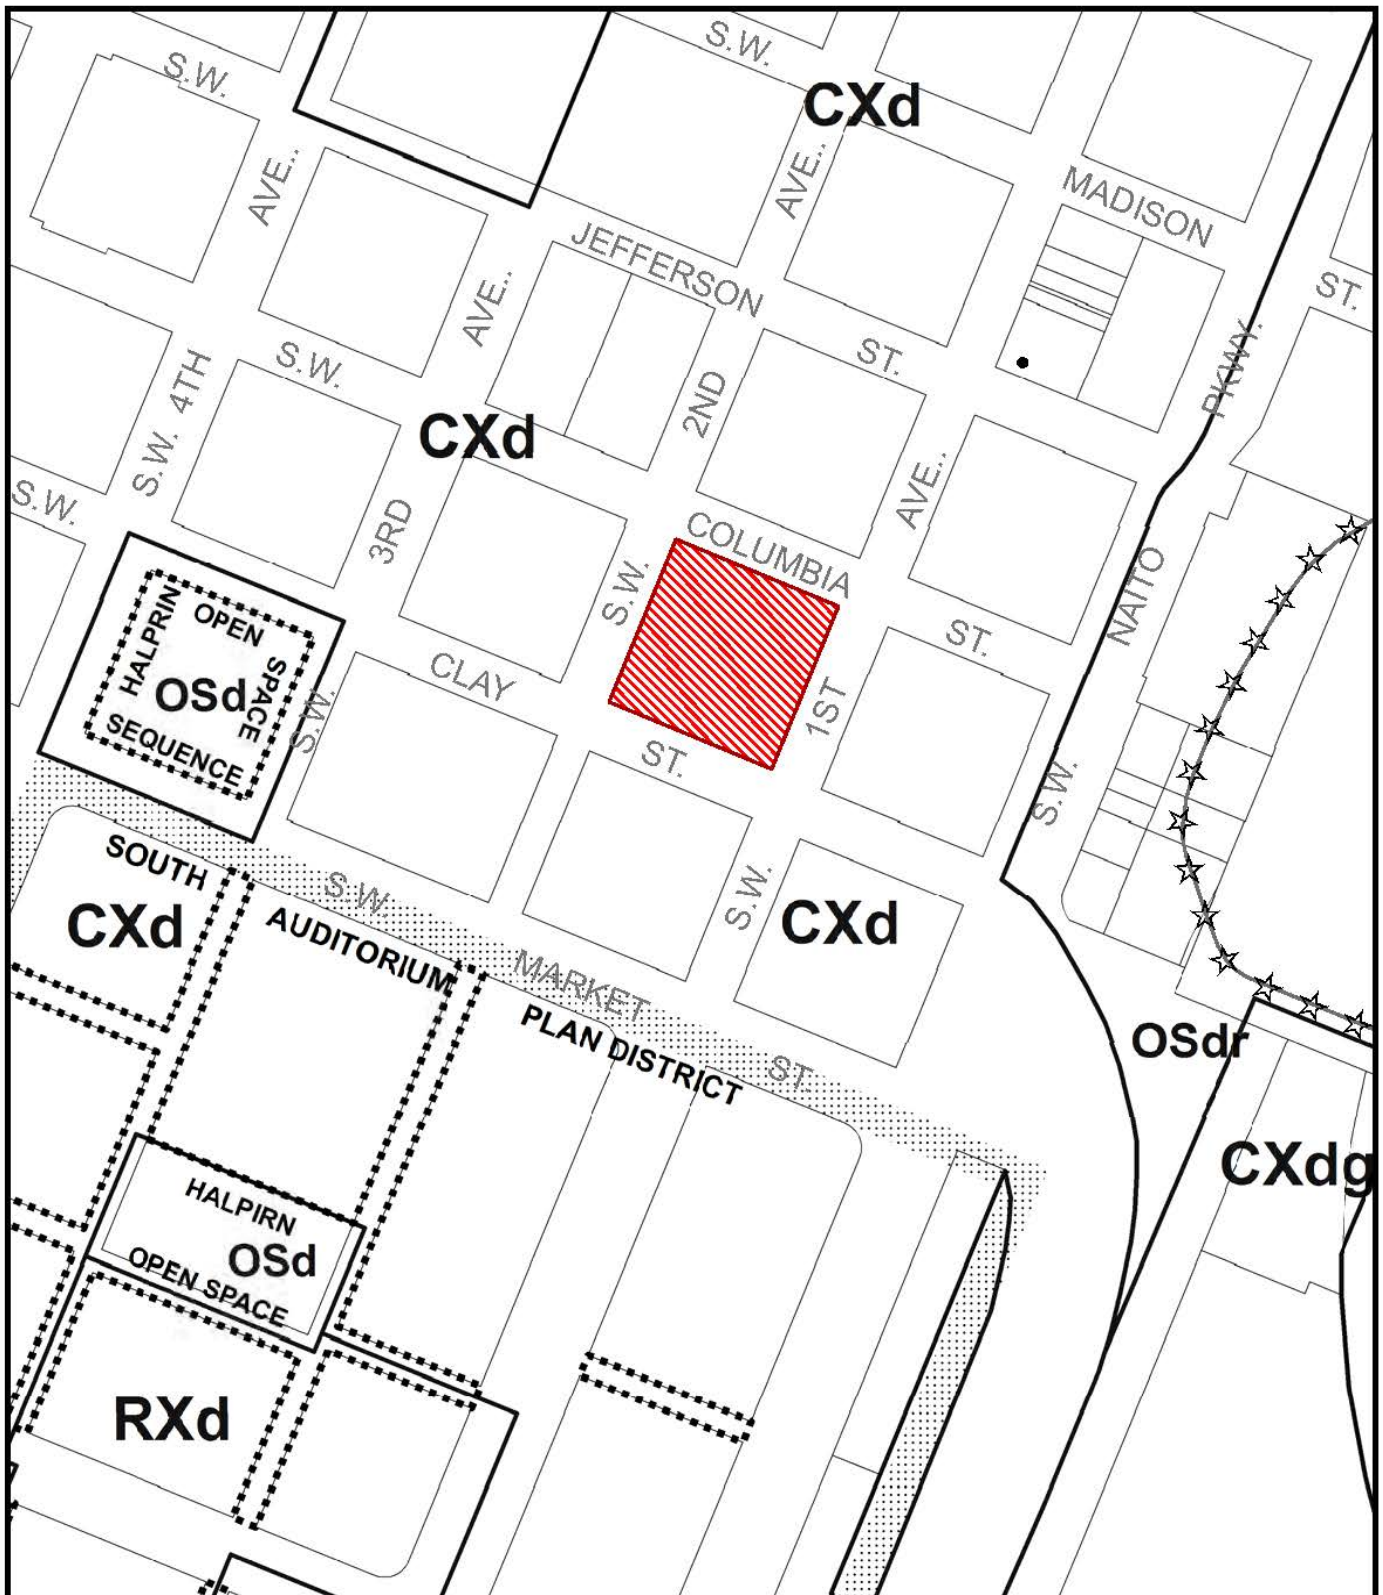 S.W.
S.W.
CXd
AVE..
AVE..
MADISON
JEFFERSON
ST.
AVE..
S.W.
ST.
PKWY.
S.W. 4TH
2ND
CXd
S.W.
3RD
AVE..
COLUMBIA
NAITO
S.W.
ST.
HALPRIN
OPEN
SPACE
OSd
SEQUENCE
S.W.
CLAY
1ST
ST.
S.W.
SOUTH
CXd
S.W.
AUDITORIUM
S.W.
CXd
MARKET
PLAN DISTRICT
ST.
OSdr
CXdg
HALPIRN
OSd
OPEN SPACE
RXd